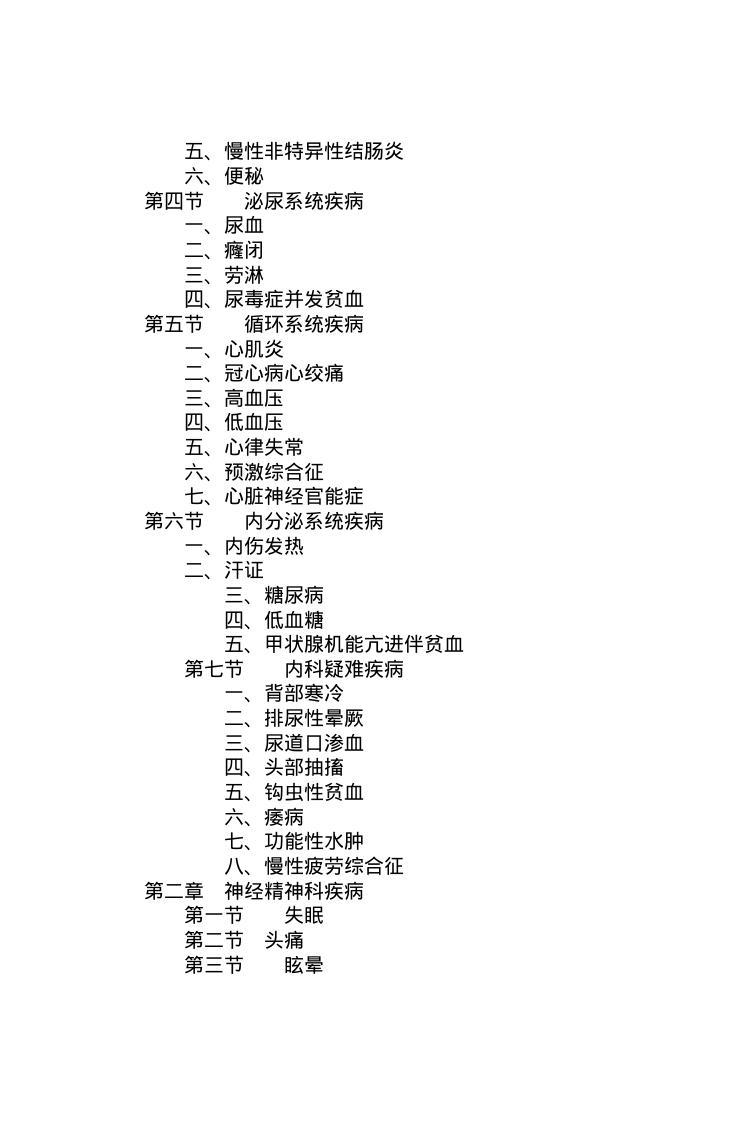 五、慢性非特异性结肠炎
六、便秘
第四节　　泌尿系统疾病
一、尿血
二、癃闭
三、劳淋
四、尿毒症并发贫血
第五节　　循环系统疾病
一、心肌炎
二、冠心病心绞痛
三、高血压
四、低血压
五、心律失常
六、预激综合征
七、心脏神经官能症
第六节　　内分泌系统疾病
一、内伤发热
二、汗证
三、糖尿病
四、低血糖
五、甲状腺机能亢进伴贫血
第七节　　内科疑难疾病
一、背部寒冷
二、排尿性晕厥
三、尿道口渗血
四、头部抽搐
五、钩虫性贫血
六、痿病
七、功能性水肿
八、慢性疲劳综合征
第二章　神经精神科疾病
第一节　　失眠
第二节　头痛
第三节　　眩晕